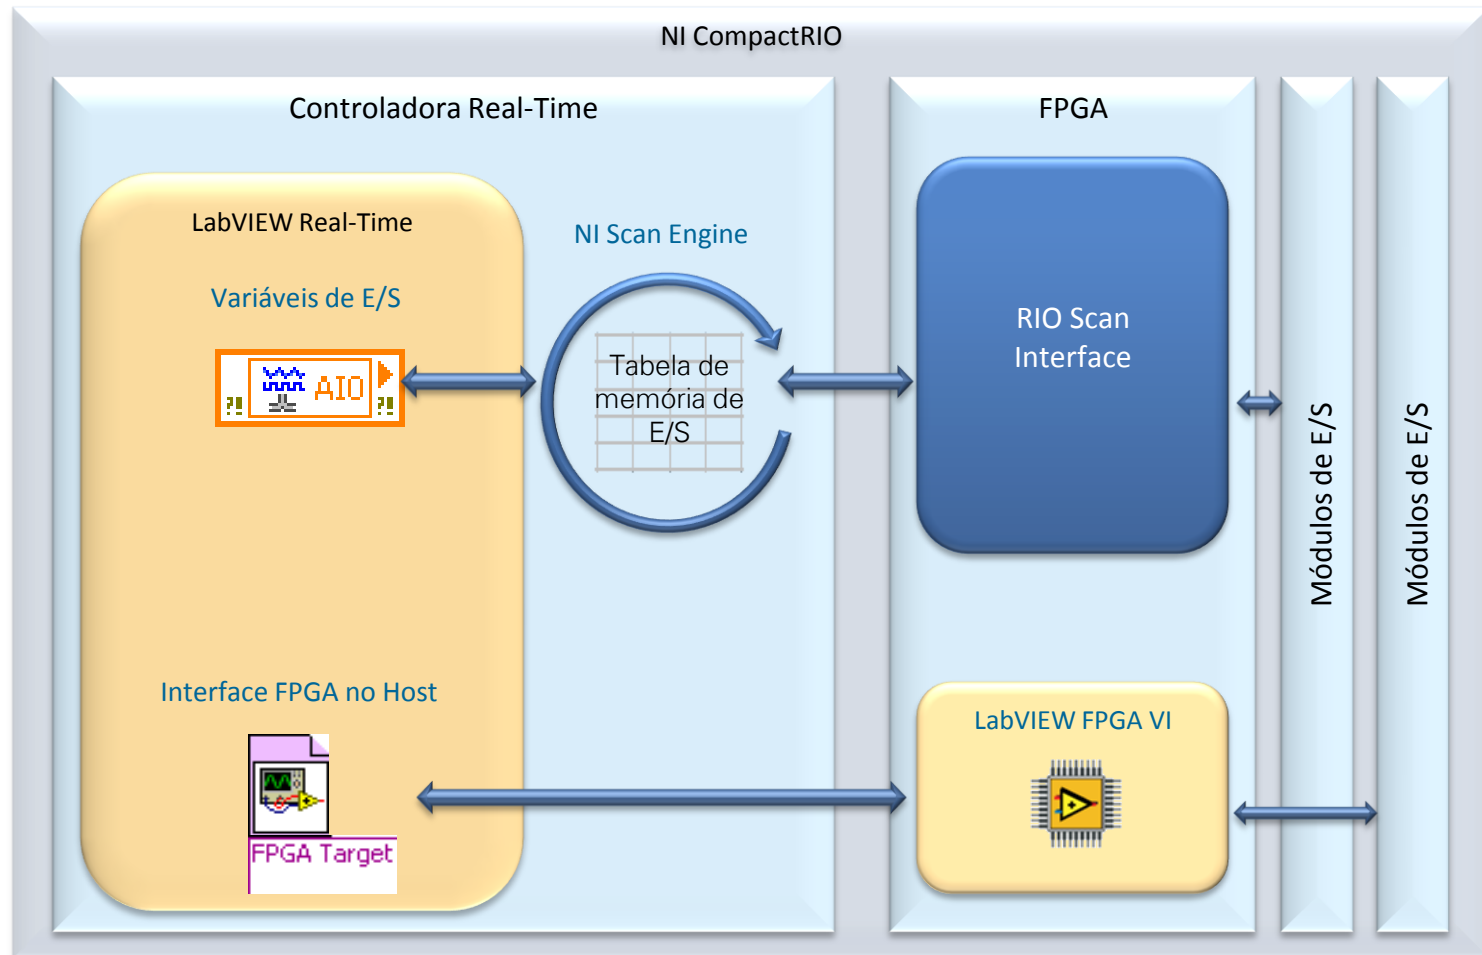 NI CompactRIO
Controladora Real-Time
FPGA
LabVIEW Real-Time
NI Scan Engine
Variáveis de E/S
?!
AIO
?!
Tabela de
memória de
E/S
RIO Scan
Interface
Módulos de E/S
Módulos de E/S
Interface FPGA no Host
FPGA Target
LabVIEW FPGA VI